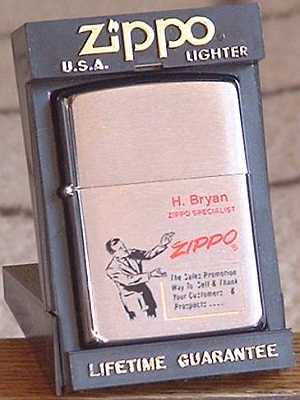 zippo
U.S.A. LIGHTER
H. Bryan
ZIPPO SPECIALIST
ZIPPO
The Sales Promotion
Way To Sell & Thank
Your Customers &
Prospects ....
LIFETIME GUARANTEE